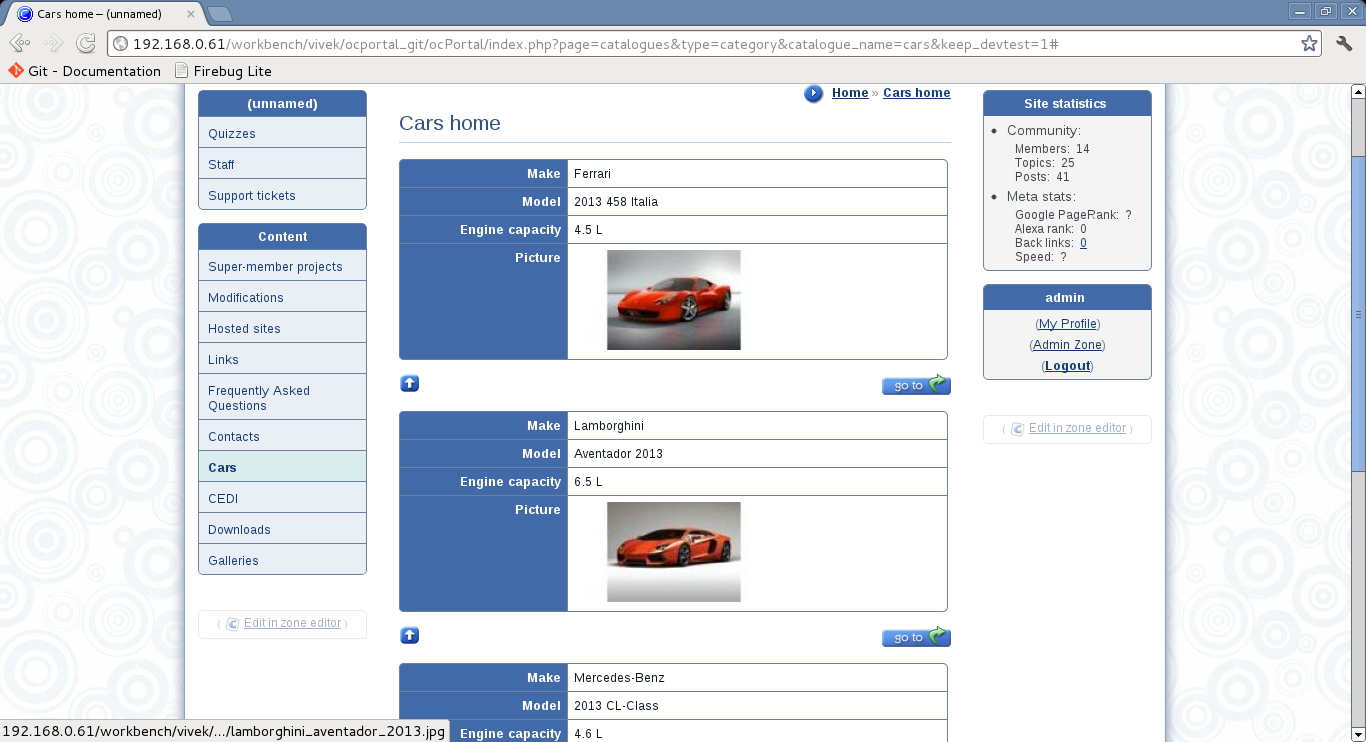 Cars home – (unnamed)
192.168.0.61/workbench/vivek/ocportal_git/ocPortal/index.php?page=catalogues&type=category&catalogue_name=cars&keep_devtest=1#
Git - Documentation
Firebug Lite
(unnamed)
Quizzes
Staff
Support tickets
Content
Super-member projects
Modifications
Hosted sites
Links
Frequently Asked
Questions
Contacts
Cars
CEDI
Downloads
Galleries
( Edit in zone editor )
Home » Cars home
Cars home
Make Ferrari
Model 2013 458 Italia
Engine capacity 4.5 L
Picture
go to
Make Lamborghini
Model Aventador 2013
Engine capacity 6.5 L
Picture
go to
Make Mercedes-Benz
Model 2013 CL-Class
Engine capacity 4.6 L
Site statistics
Community:
Members: 14
Topics: 25
Posts: 41
Meta stats:
Google PageRank: ?
Alexa rank: 0
Back links: 0
Speed: ?
admin
(My Profile)
(Admin Zone)
(Logout)
( Edit in zone editor )
192.168.0.61/workbench/vivek/.../lamborghini_aventador_2013.jpg